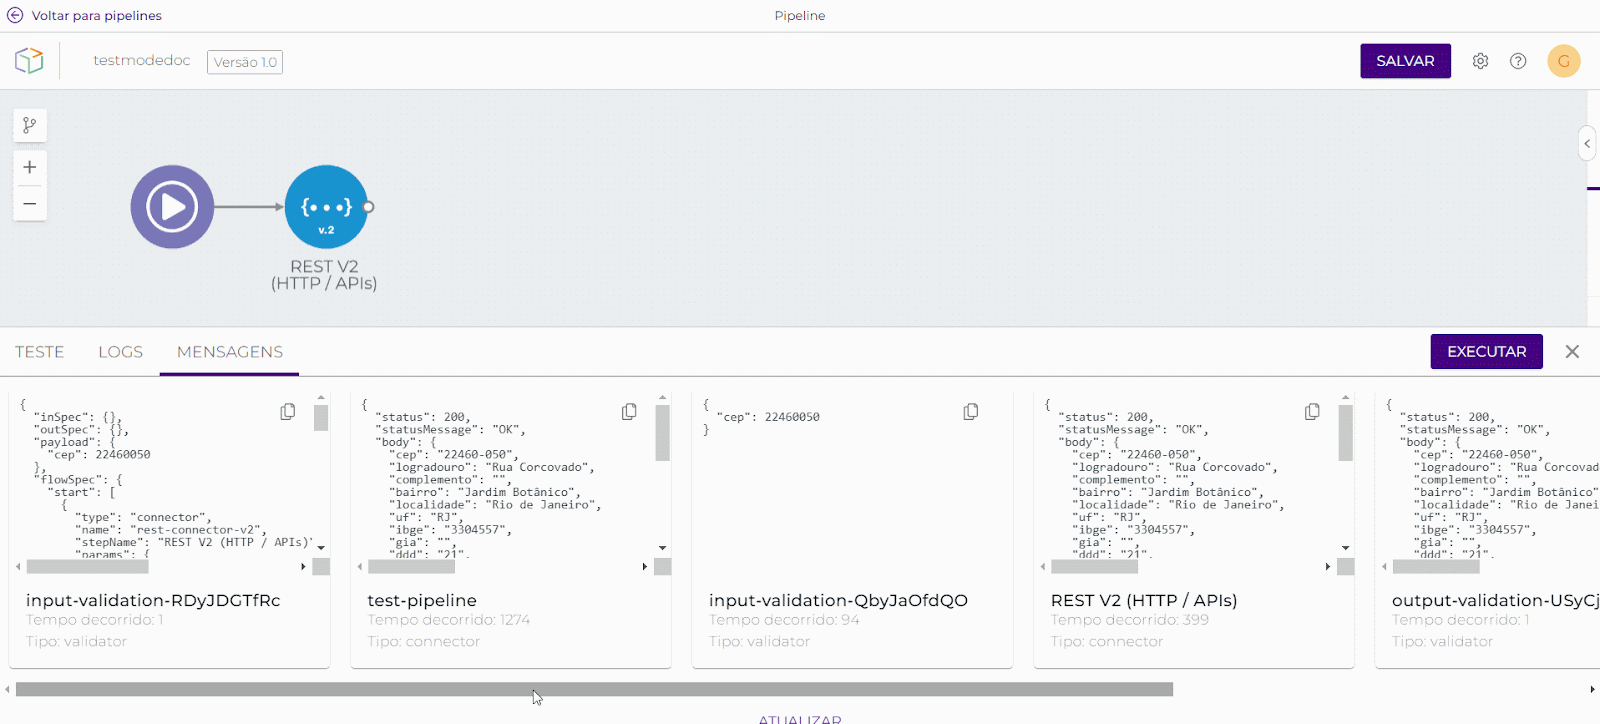 Voltar para pipelines
Pipeline
testmodedoc
Versão 1.0
SALVAR
G
{•••}
v.2
REST V2
(HTTP / APIs)
TESTE
LOGS
MENSAGENS
EXECUTAR
{
"inSpec": {},
"outSpec": {},
"payload": {
"cep": 22460050
},
"flowSpec": {
"start": [
{
"type": "connector",
"name": "rest-connector-v2",
"stepName": "REST V2 (HTTP / APIs)"
"params": {
input-validation-RDyJDGTfRc
Tempo decorrido: 1
Tipo: validator
{
"status": 200,
"statusMessage": "OK",
"body": {
"cep": "22460-050",
"logradouro": "Rua Corcovado",
"complemento": "",
"bairro": "Jardim Botânico",
"localidade": "Rio de Janeiro",
"uf": "RJ",
"ibge": "3304557",
"gia": "",
"ddd": "21",
test-pipeline
Tempo decorrido: 1274
Tipo: connector
{
"cep": 22460050
}
input-validation-QbyJaOfdQO
Tempo decorrido: 94
Tipo: validator
{
"status": 200,
"statusMessage": "OK",
"body": {
"cep": "22460-050",
"logradouro": "Rua Corcovado",
"complemento": "",
"bairro": "Jardim Botânico",
"localidade": "Rio de Janeiro",
"uf": "RJ",
"ibge": "3304557",
"gia": "",
"ddd": "21",
REST V2 (HTTP / APIs)
Tempo decorrido: 399
Tipo: connector
{
"status": 200,
"statusMessage": "OK",
"body": {
"cep": "22460-050",
"logradouro": "Rua Corcovad
"complemento": "",
"bairro": "Jardim Botânico"
"localidade": "Rio de Janei
"uf": "RJ",
"ibge": "3304557",
"gia": "",
"ddd": "21",
output-validation-USyCj
Tempo decorrido: 1
Tipo: validator
ATUALIZAR